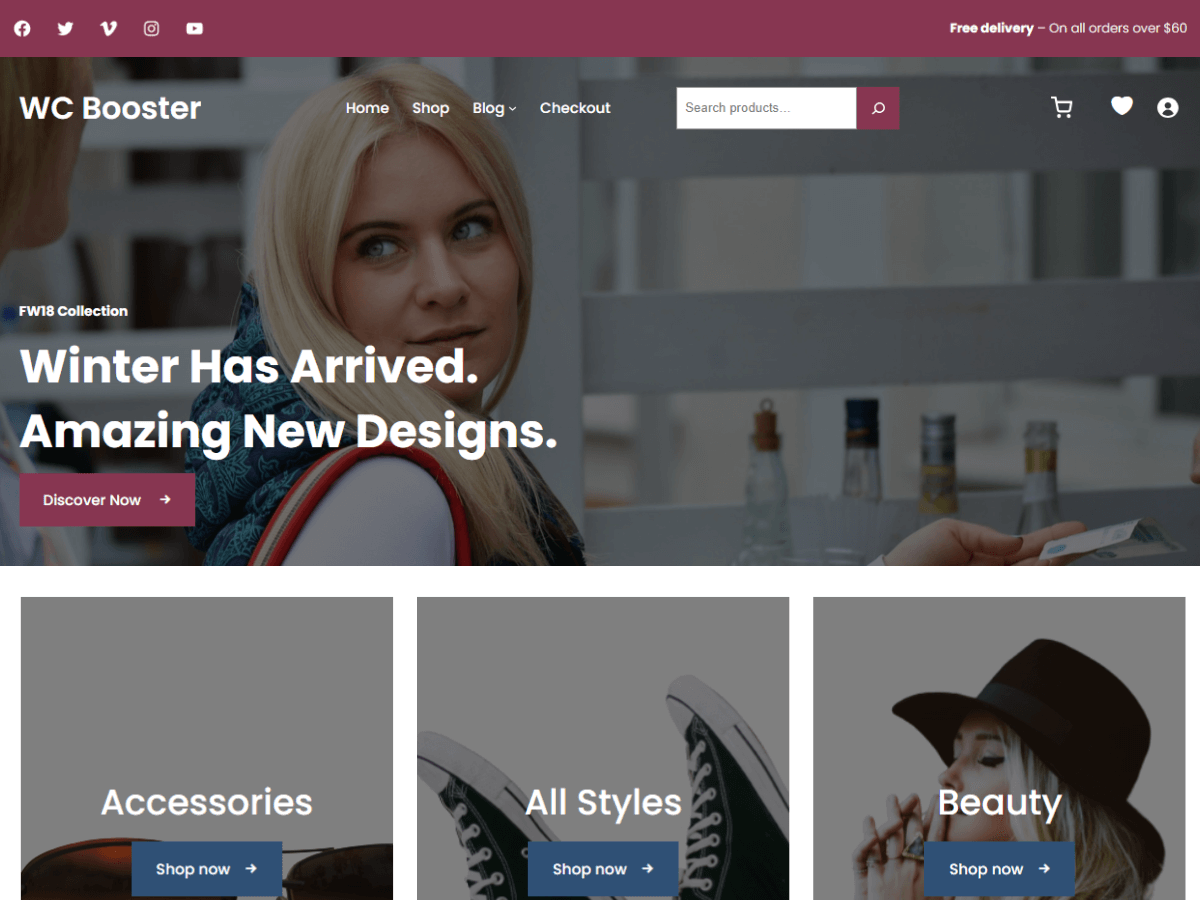 Free delivery – On all orders over $60
WC Booster
Home Shop Blog Checkout
Search products...
FW18 Collection
Winter Has Arrived.
Amazing New Designs.
Discover Now →
Accessories
Shop now →
All Styles
Shop now →
Beauty
Shop now →